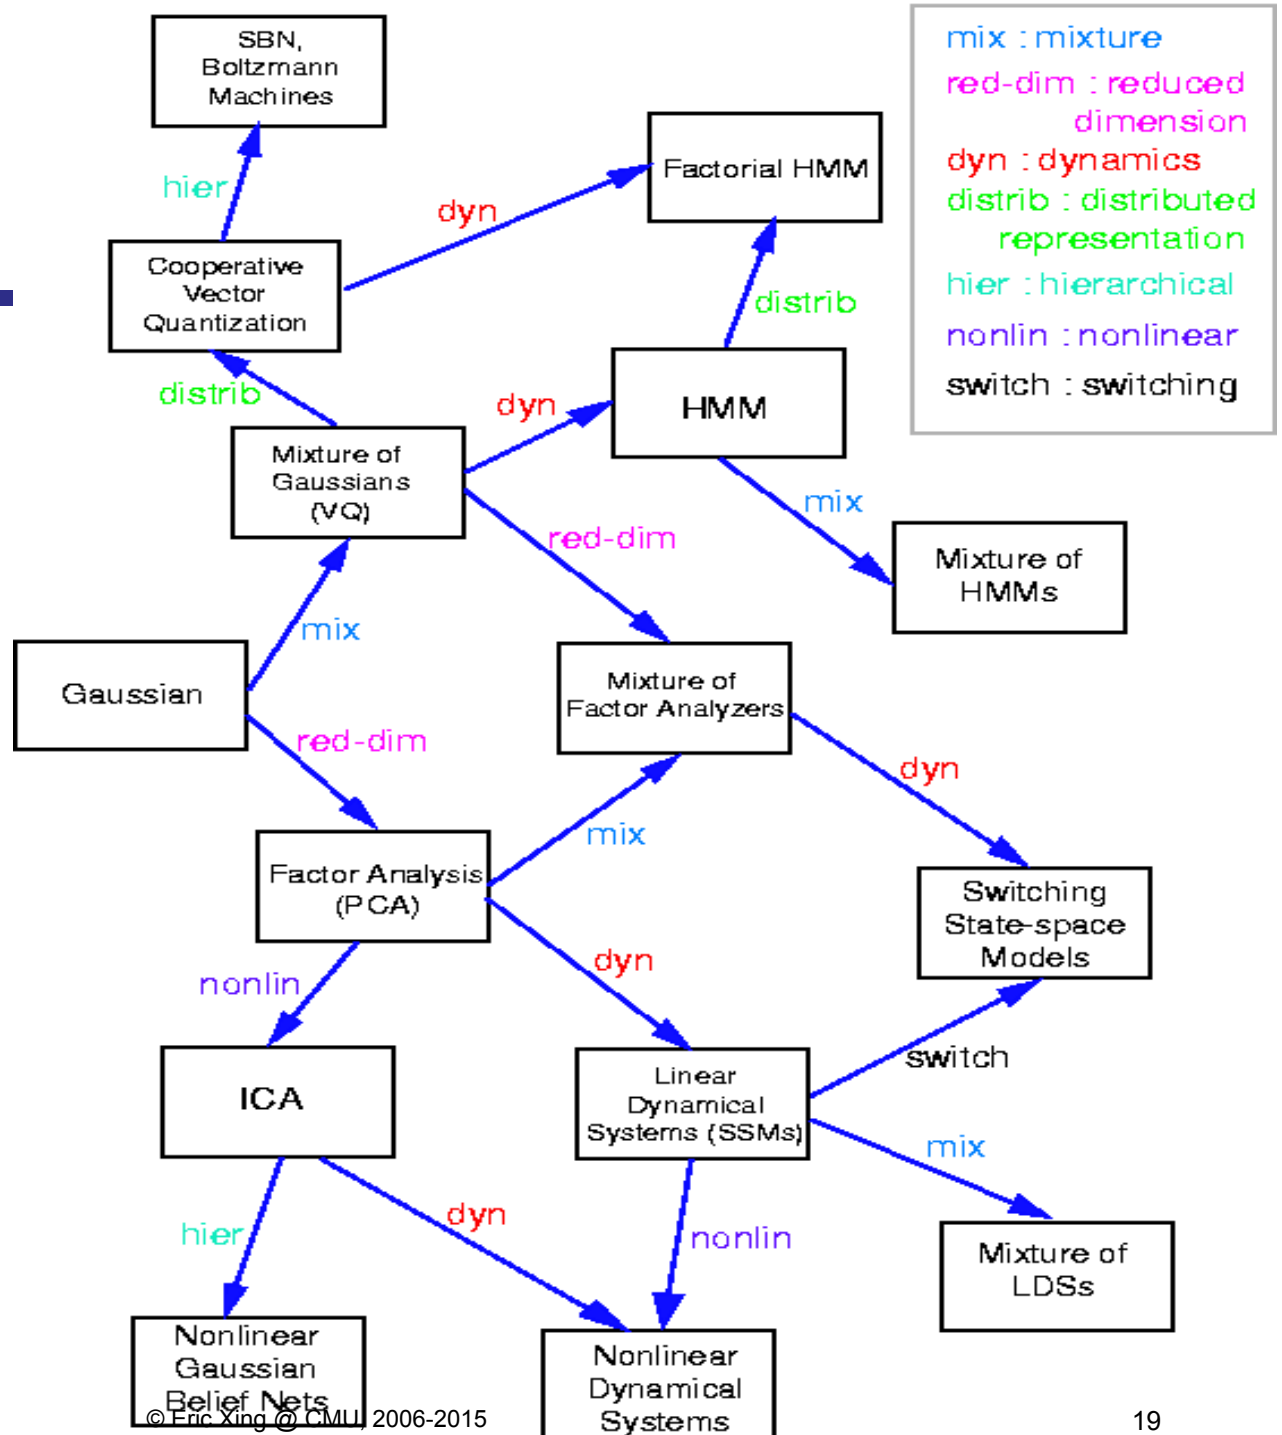 SBN,
Boltzmann
Machines
mix : mixture
red-dim : reduced
dimension
dyn : dynamics
distrib : distributed
representation
hier : hierarchical
nonlin : nonlinear
switch : switching
Factorial HMM
hier
dyn
Cooperative
Vector
Quantization
distrib
distrib
dyn
HMM
Mixture of
Gaussians
(VQ)
mix
red-dim
Mixture of
HMMs
mix
Gaussian
Mixture of
Factor Analyzers
red-dim
dyn
mix
Factor Analysis
(PCA)
Switching
State-space
Models
nonlin
dyn
switch
ICA
Linear
Dynamical
Systems (SSMs)
mix
hier
dyn
nonlin
Mixture of
LDSs
Nonlinear
Gaussian
Belief Nets
Nonlinear
Dynamical
Systems
© Eric Xing @ CMU, 2006-2015
19